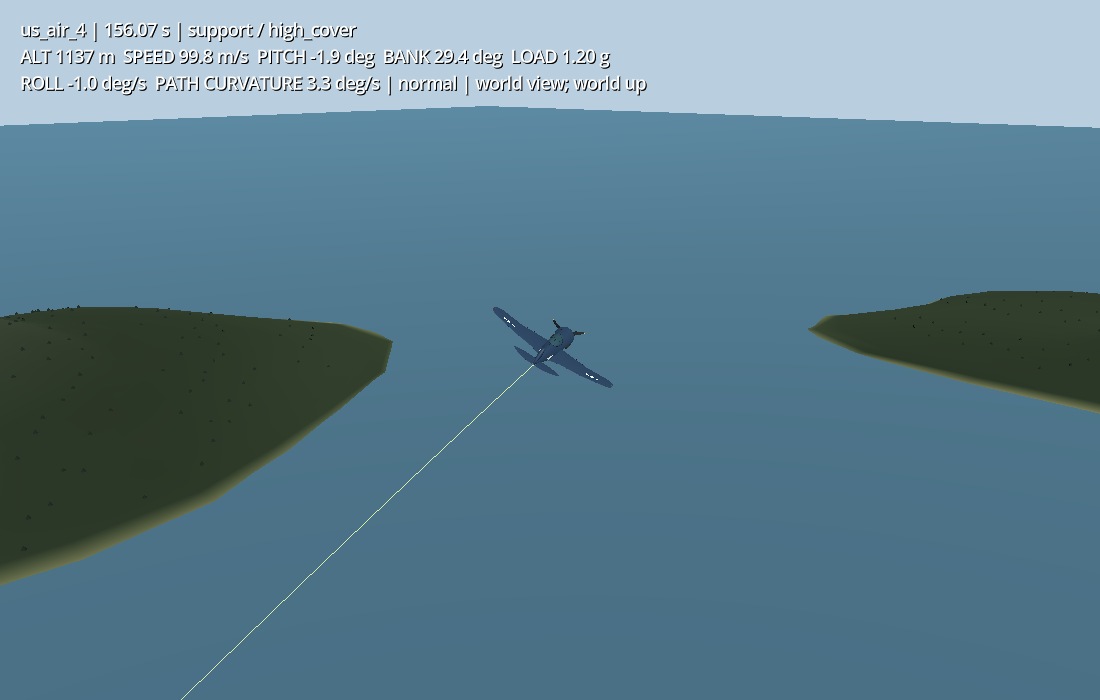 us_air_4 | 156.07 s | support / high_cover
ALT 1137 m  SPEED 99.8 m/s  PITCH -1.9 deg  BANK 29.4 deg  LOAD 1.20 g
ROLL -1.0 deg/s  PATH CURVATURE 3.3 deg/s | normal | world view; world up